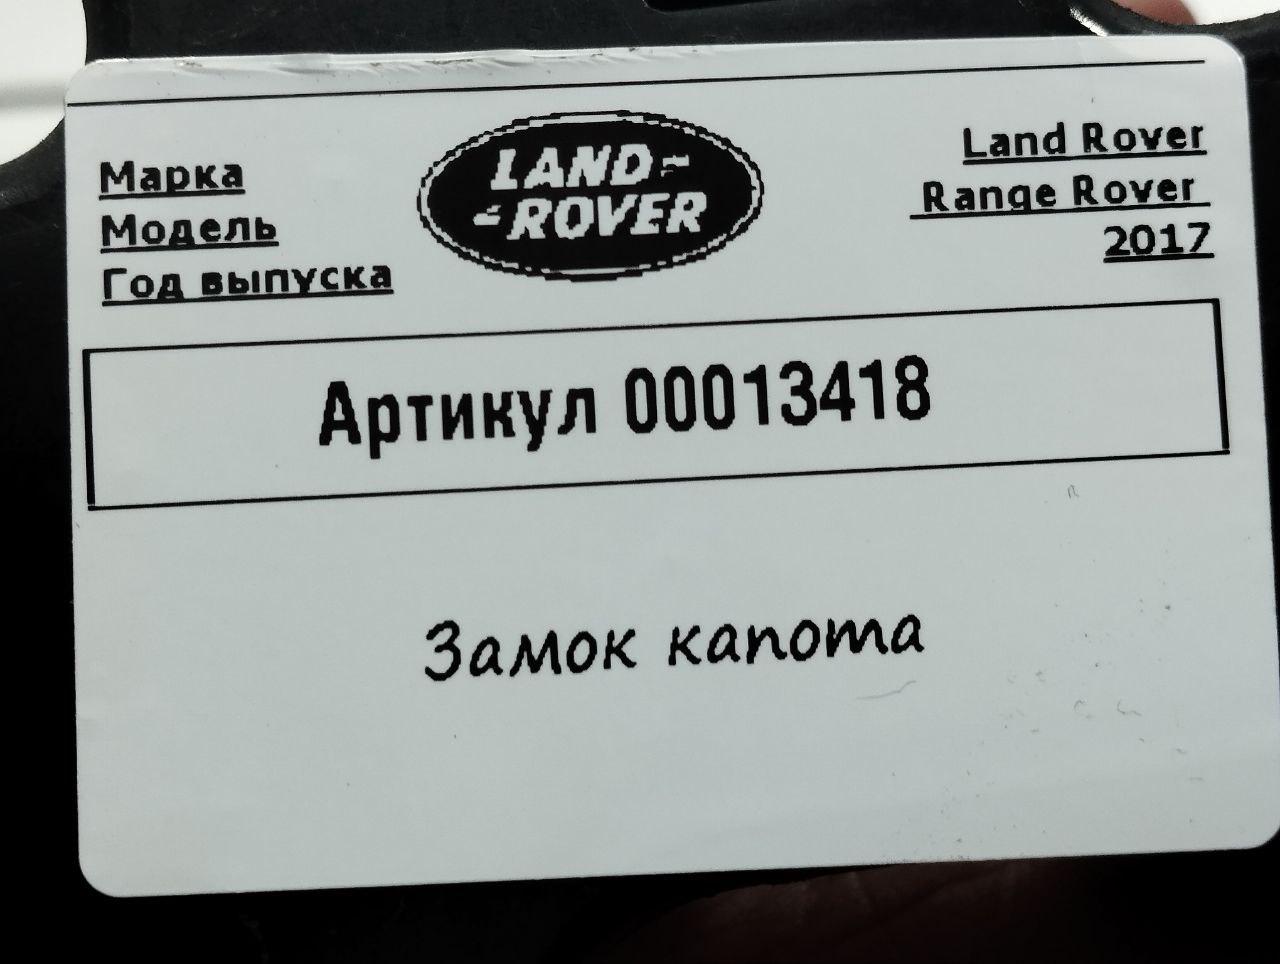 Марка
Модель
Год выпуска
LAND
ROVER
Land Rover
Range Rover
2017
Артикул 00013418
Замок капота